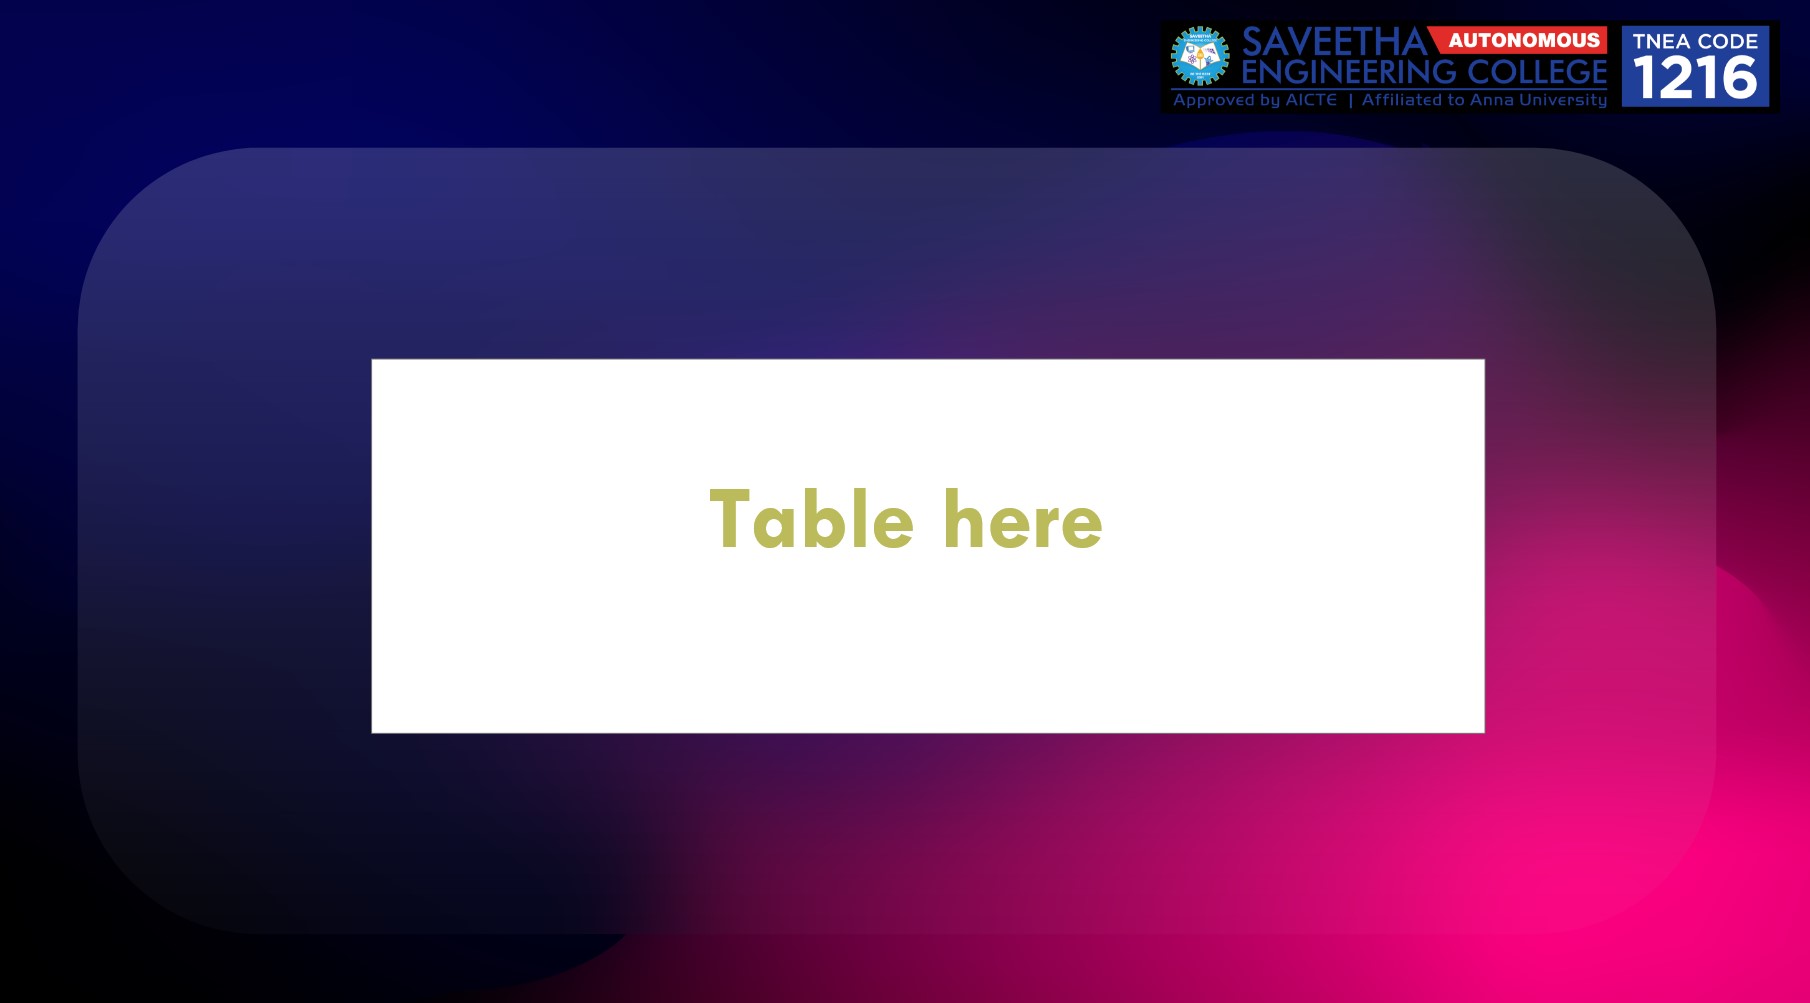 SAVEETHA AUTONOMOUS
ENGINEERING COLLEGE
Approved by AICTE | Affiliated to Anna University
TNEA CODE
1216
Table here